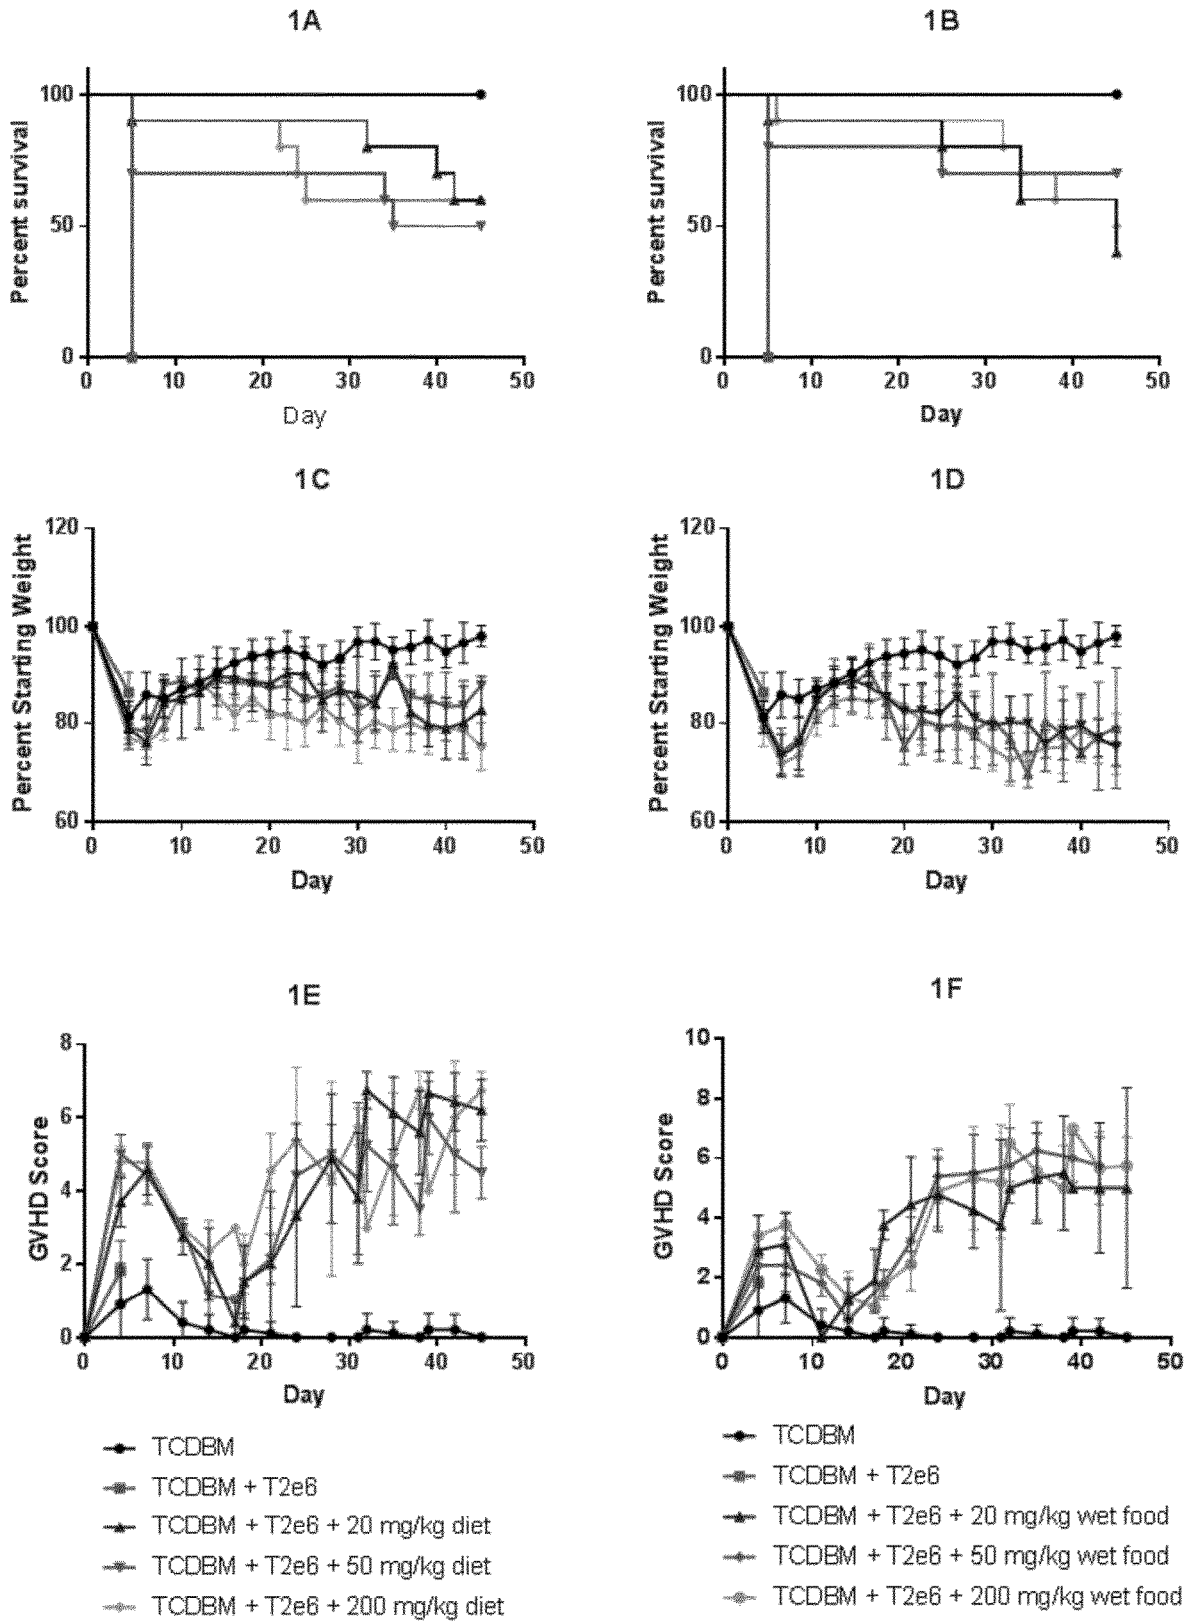 1A
1B
100
50
0
Percent survival
0 10 20 30 40 50
Day
100
50
0
Percent survival
0 10 20 30 40 50
Day
1C
1D
120
100
80
60
Percent Starting Weight
0 10 20 30 40 50
Day
120
100
80
60
Percent Starting Weight
0 10 20 30 40 50
Day
1E
1F
8
6
4
2
0
GVHD Score
0 10 20 30 40 50
Day
10
8
6
4
2
0
GVHD Score
0 10 20 30 40 50
Day
TCDBM
TCDBM + T2e6
TCDBM + T2e6 + 20 mg/kg diet
TCDBM + T2e6 + 50 mg/kg diet
TCDBM + T2e6 + 200 mg/kg diet
TCDBM
TCDBM + T2e6
TCDBM + T2e6 + 20 mg/kg wet food
TCDBM + T2e6 + 50 mg/kg wet food
TCDBM + T2e6 + 200 mg/kg wet food